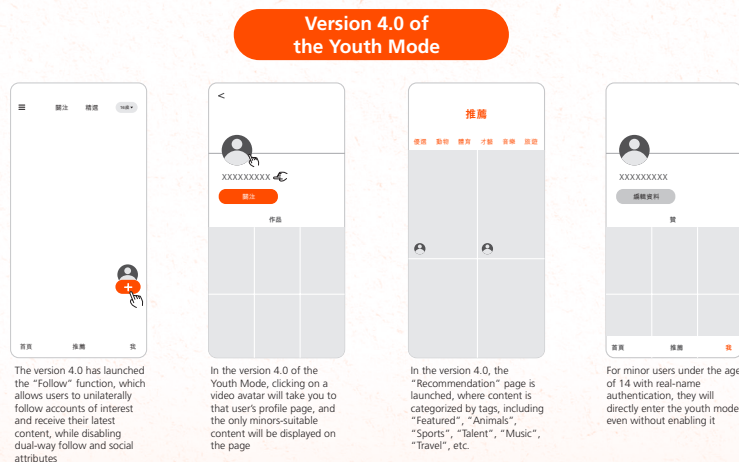 Version 4.0 of
the Youth Mode
關注 精選
首頁 推薦 我
The version 4.0 has launched
the “Follow” function, which
allows users to unilaterally
follow accounts of interest
and receive their latest
content, while disabling
dual-way follow and social
attributes
<
XXXXXXXXX
關注
作品
In the version 4.0 of the
Youth Mode, clicking on a
video avatar will take you to
that user’s profile page, and
the only minors-suitable
content will be displayed on
the page
推薦
優選 動物 體育 才藝 音樂 旅遊
In the version 4.0, the
“Recommendation” page is
launched, where content is
categorized by tags, including
“Featured”, “Animals”,
“Sports”, “Talent”, “Music”,
“Travel”, etc.
XXXXXXXXX
編輯資料
贊
首頁 推薦 我
For minor users under the age
of 14 with real-name
authentication, they will
directly enter the youth mode
even without enabling it